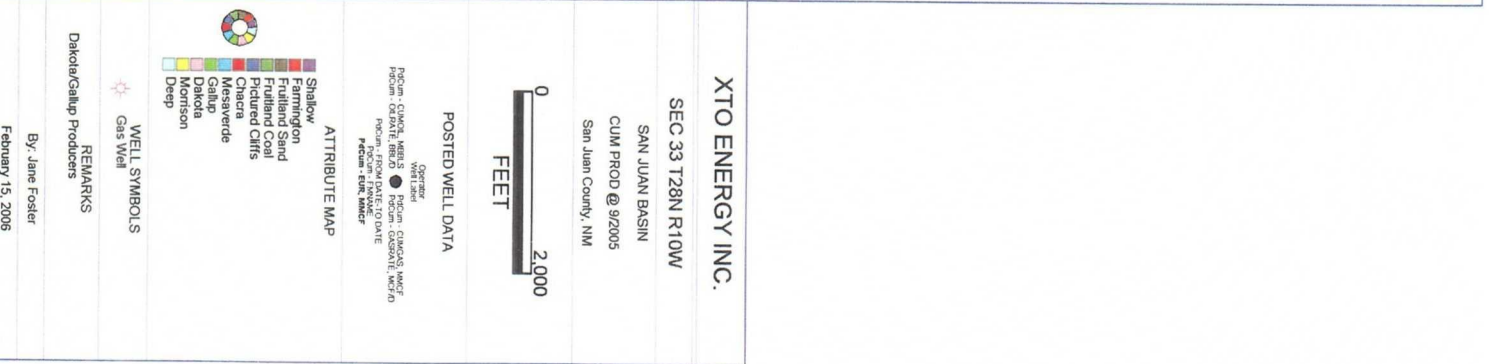 XTO ENERGY INC.
SEC 33 T28N R10W
SAN JUAN BASIN
CUM PROD @ 9/2005
San Juan County, NM
0 2,000
FEET
POSTED WELL DATA
Operator
Well Label
PdCum - CUMOIL, MBBLS PdCum - CUMGAS, MMCF
PdCum - OILRATE, BBL/D PdCum - GASRATE, MCF/D
PdCum - FROM DATE-TO DATE
PdCum - FMNAME
PdCum - EUR, MMCF
ATTRIBUTE MAP
Shallow
Farmington
Fruitland Sand
Fruitland Coal
Pictured Cliffs
Chacra
Mesaverde
Gallup
Dakota
Morrison
Deep
WELL SYMBOLS
Gas Well
REMARKS
Dakota/Gallup Producers
By: Jane Foster
February 15, 2006